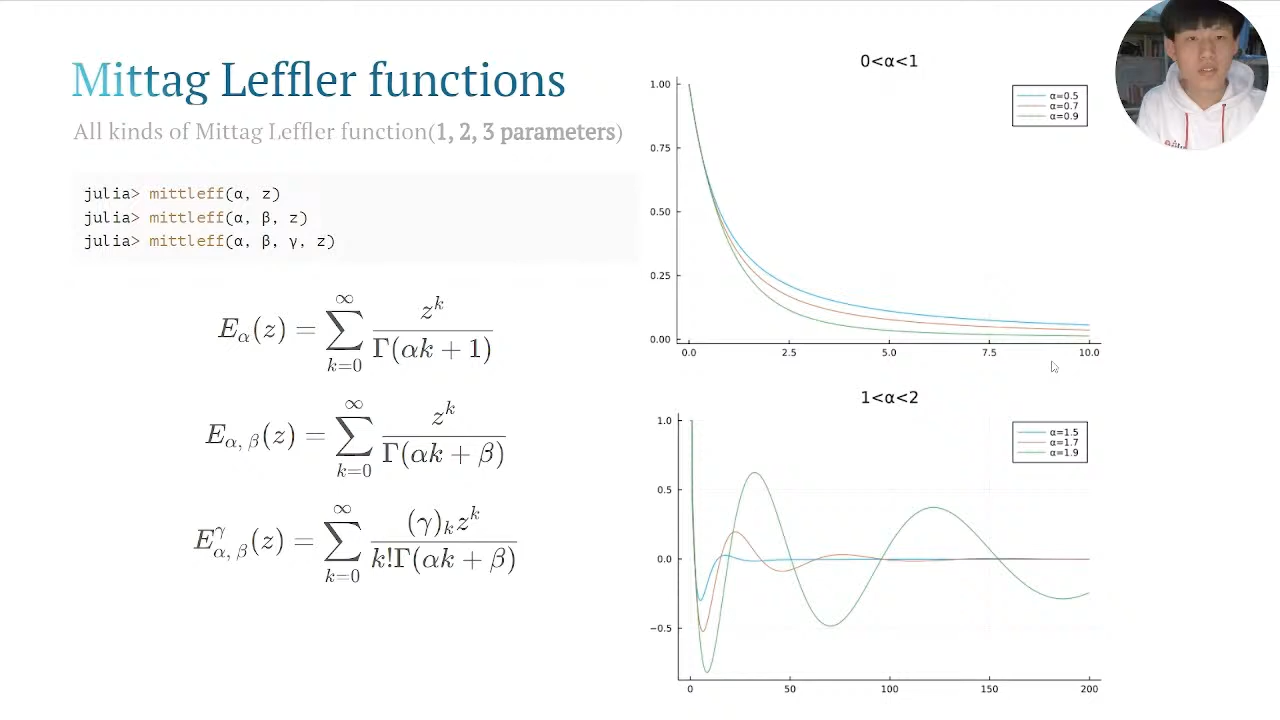 Mittag Leffler functions
All kinds of Mittag Leffler function(1, 2, 3 parameters)
julia> mittleff(α, z)
julia> mittleff(α, β, z)
julia> mittleff(α, β, γ, z)
E_α(z) = ∑_{k=0}^{∞} z^k / Γ(αk + 1)
E_{α, β}(z) = ∑_{k=0}^{∞} z^k / Γ(αk + β)
E_{α, β}^γ(z) = ∑_{k=0}^{∞} (γ)_k z^k / k!Γ(αk + β)
0<α<1
α=0.5
α=0.7
α=0.9
1.00
0.75
0.50
0.25
0.00
0.0 2.5 5.0 7.5 10.0
1<α<2
α=1.5
α=1.7
α=1.9
1.0
0.5
0.0
−0.5
0 50 100 150 200